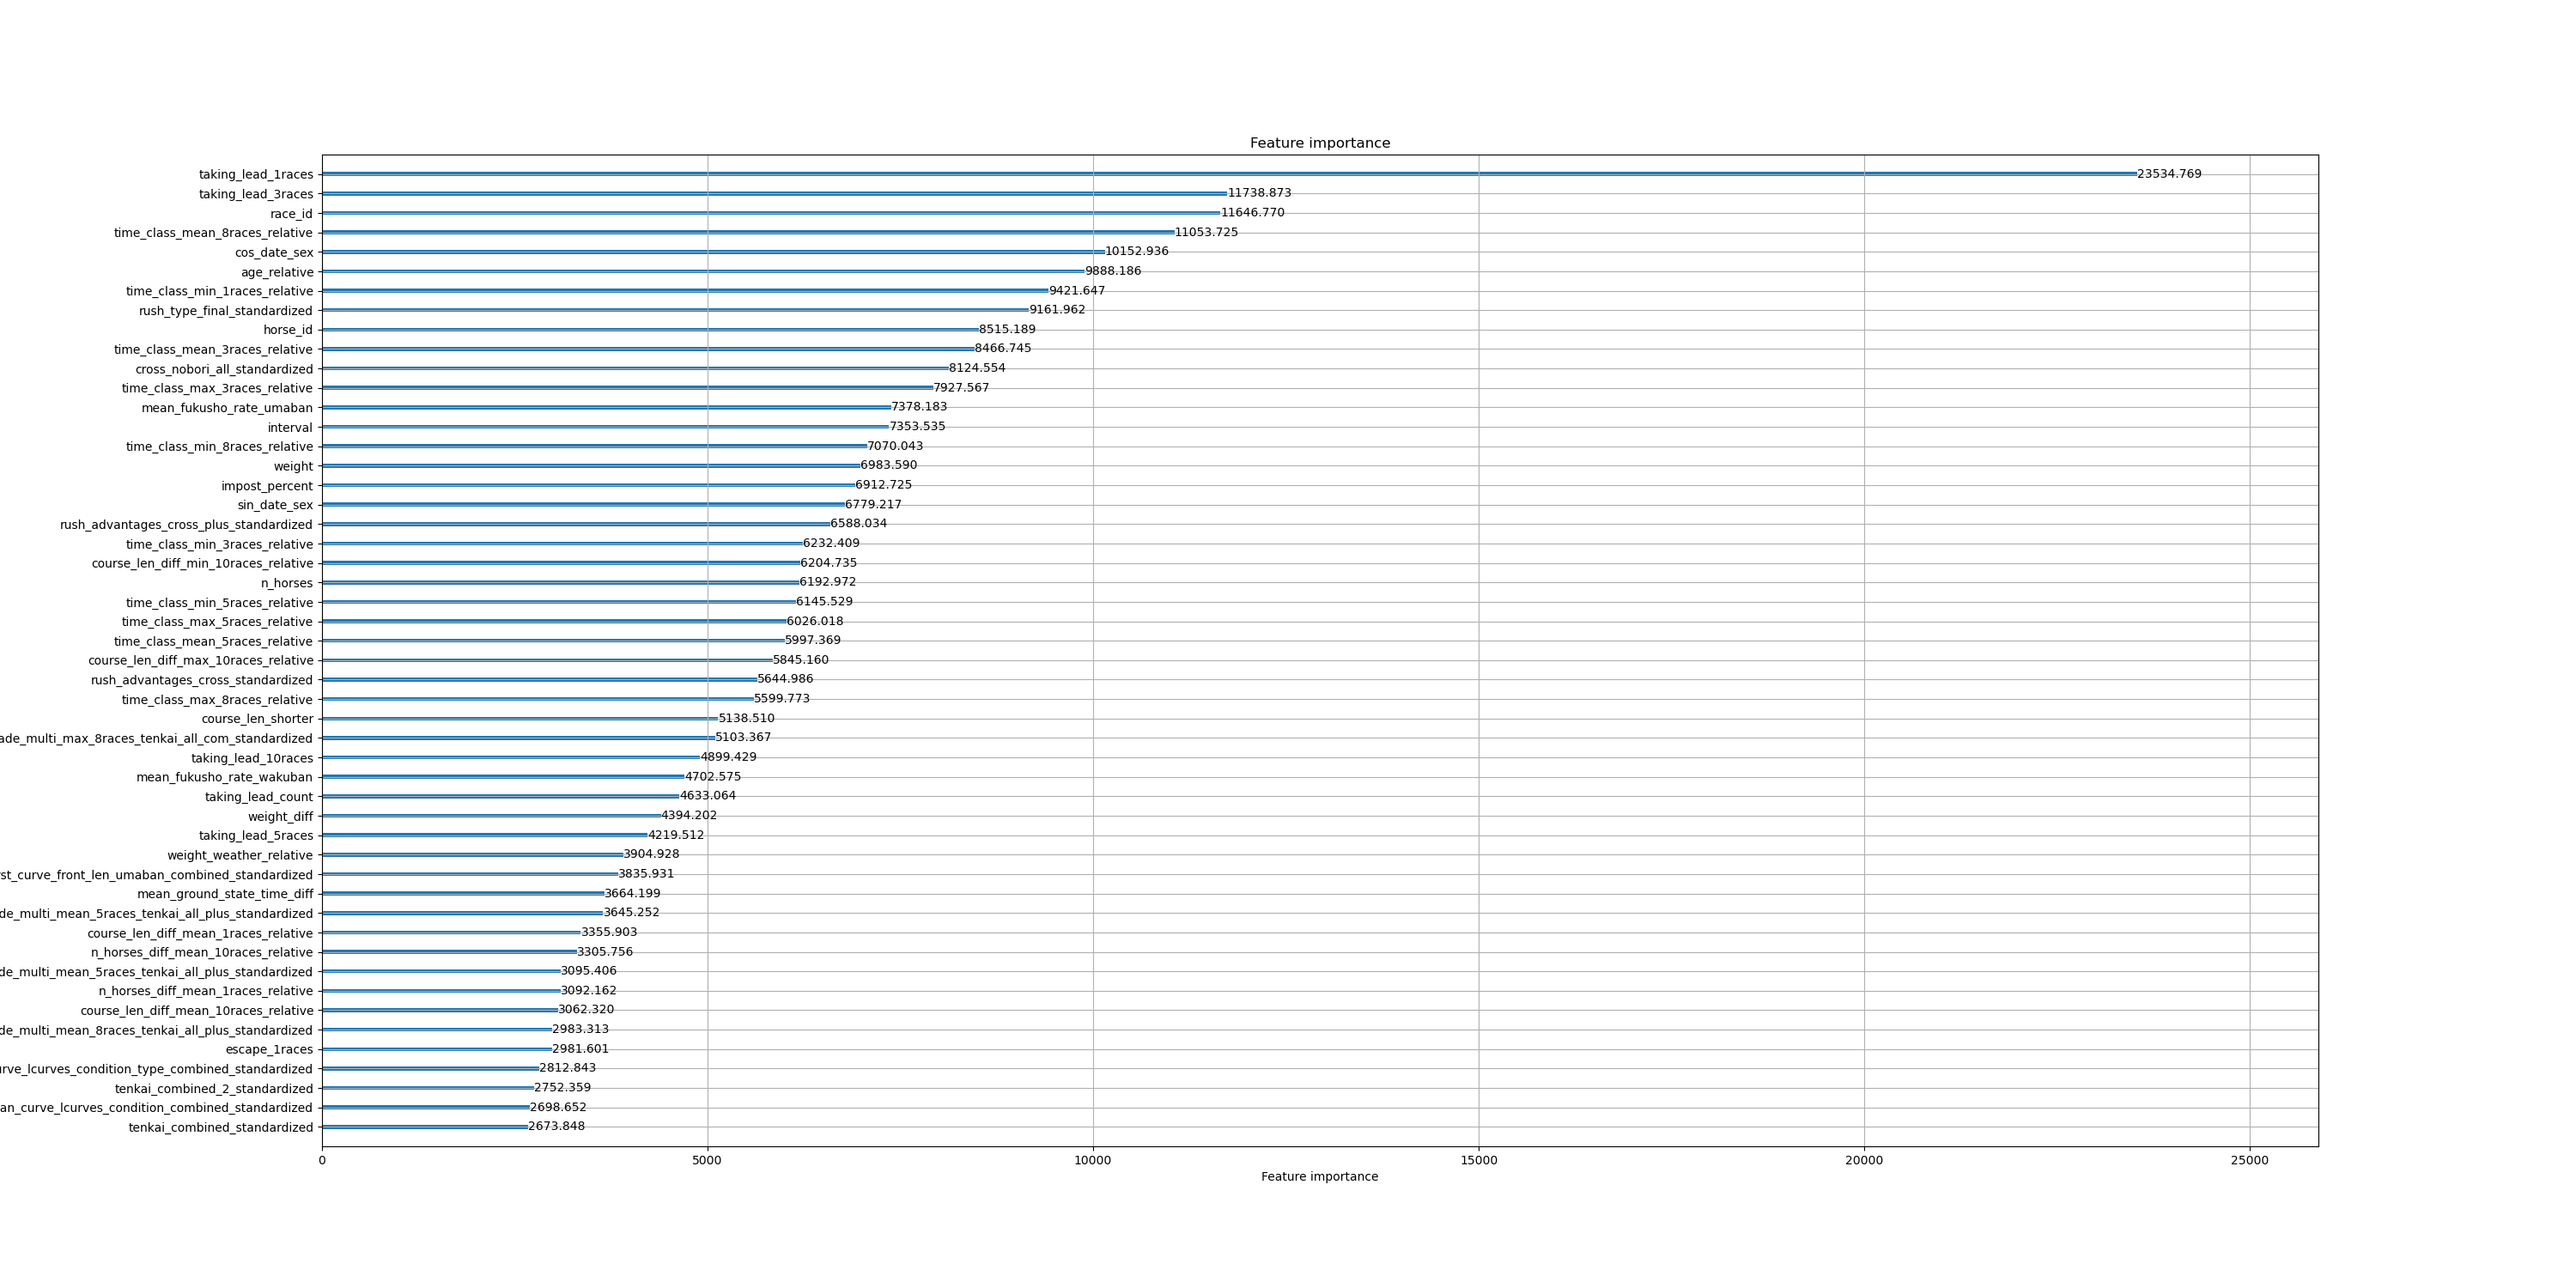 Feature importance
taking_lead_1races 23534.769
taking_lead_3races 11738.873
race_id 11646.770
time_class_mean_8races_relative 11053.725
cos_date_sex 10152.936
age_relative 9888.186
time_class_min_1races_relative 9421.647
rush_type_final_standardized 9161.962
horse_id 8515.189
time_class_mean_3races_relative 8466.745
cross_nobori_all_standardized 8124.554
time_class_max_3races_relative 7927.567
mean_fukusho_rate_umaban 7378.183
interval 7353.535
time_class_min_8races_relative 7070.043
weight 6983.590
impost_percent 6912.725
sin_date_sex 6779.217
rush_advantages_cross_plus_standardized 6588.034
time_class_min_3races_relative 6232.409
course_len_diff_min_10races_relative 6204.735
n_horses 6192.972
time_class_min_5races_relative 6145.529
time_class_max_5races_relative 6026.018
time_class_mean_5races_relative 5997.369
course_len_diff_max_10races_relative 5845.160
rush_advantages_cross_standardized 5644.986
time_class_max_8races_relative 5599.773
course_len_shorter 5138.510
ade_multi_max_8races_tenkai_all_com_standardized 5103.367
taking_lead_10races 4899.429
mean_fukusho_rate_wakuban 4702.575
taking_lead_count 4633.064
weight_diff 4394.202
taking_lead_5races 4219.512
weight_weather_relative 3904.928
st_curve_front_len_umaban_combined_standardized 3835.931
mean_ground_state_time_diff 3664.199
de_multi_mean_5races_tenkai_all_plus_standardized 3645.252
course_len_diff_mean_1races_relative 3355.903
n_horses_diff_mean_10races_relative 3305.756
de_multi_mean_5races_tenkai_all_plus_standardized 3095.406
n_horses_diff_mean_1races_relative 3092.162
course_len_diff_mean_10races_relative 3062.320
de_multi_mean_8races_tenkai_all_plus_standardized 2983.313
escape_1races 2981.601
urve_lcurves_condition_type_combined_standardized 2812.843
tenkai_combined_2_standardized 2752.359
an_curve_lcurves_condition_combined_standardized 2698.652
tenkai_combined_standardized 2673.848
0 5000 10000 15000 20000 25000
Feature importance